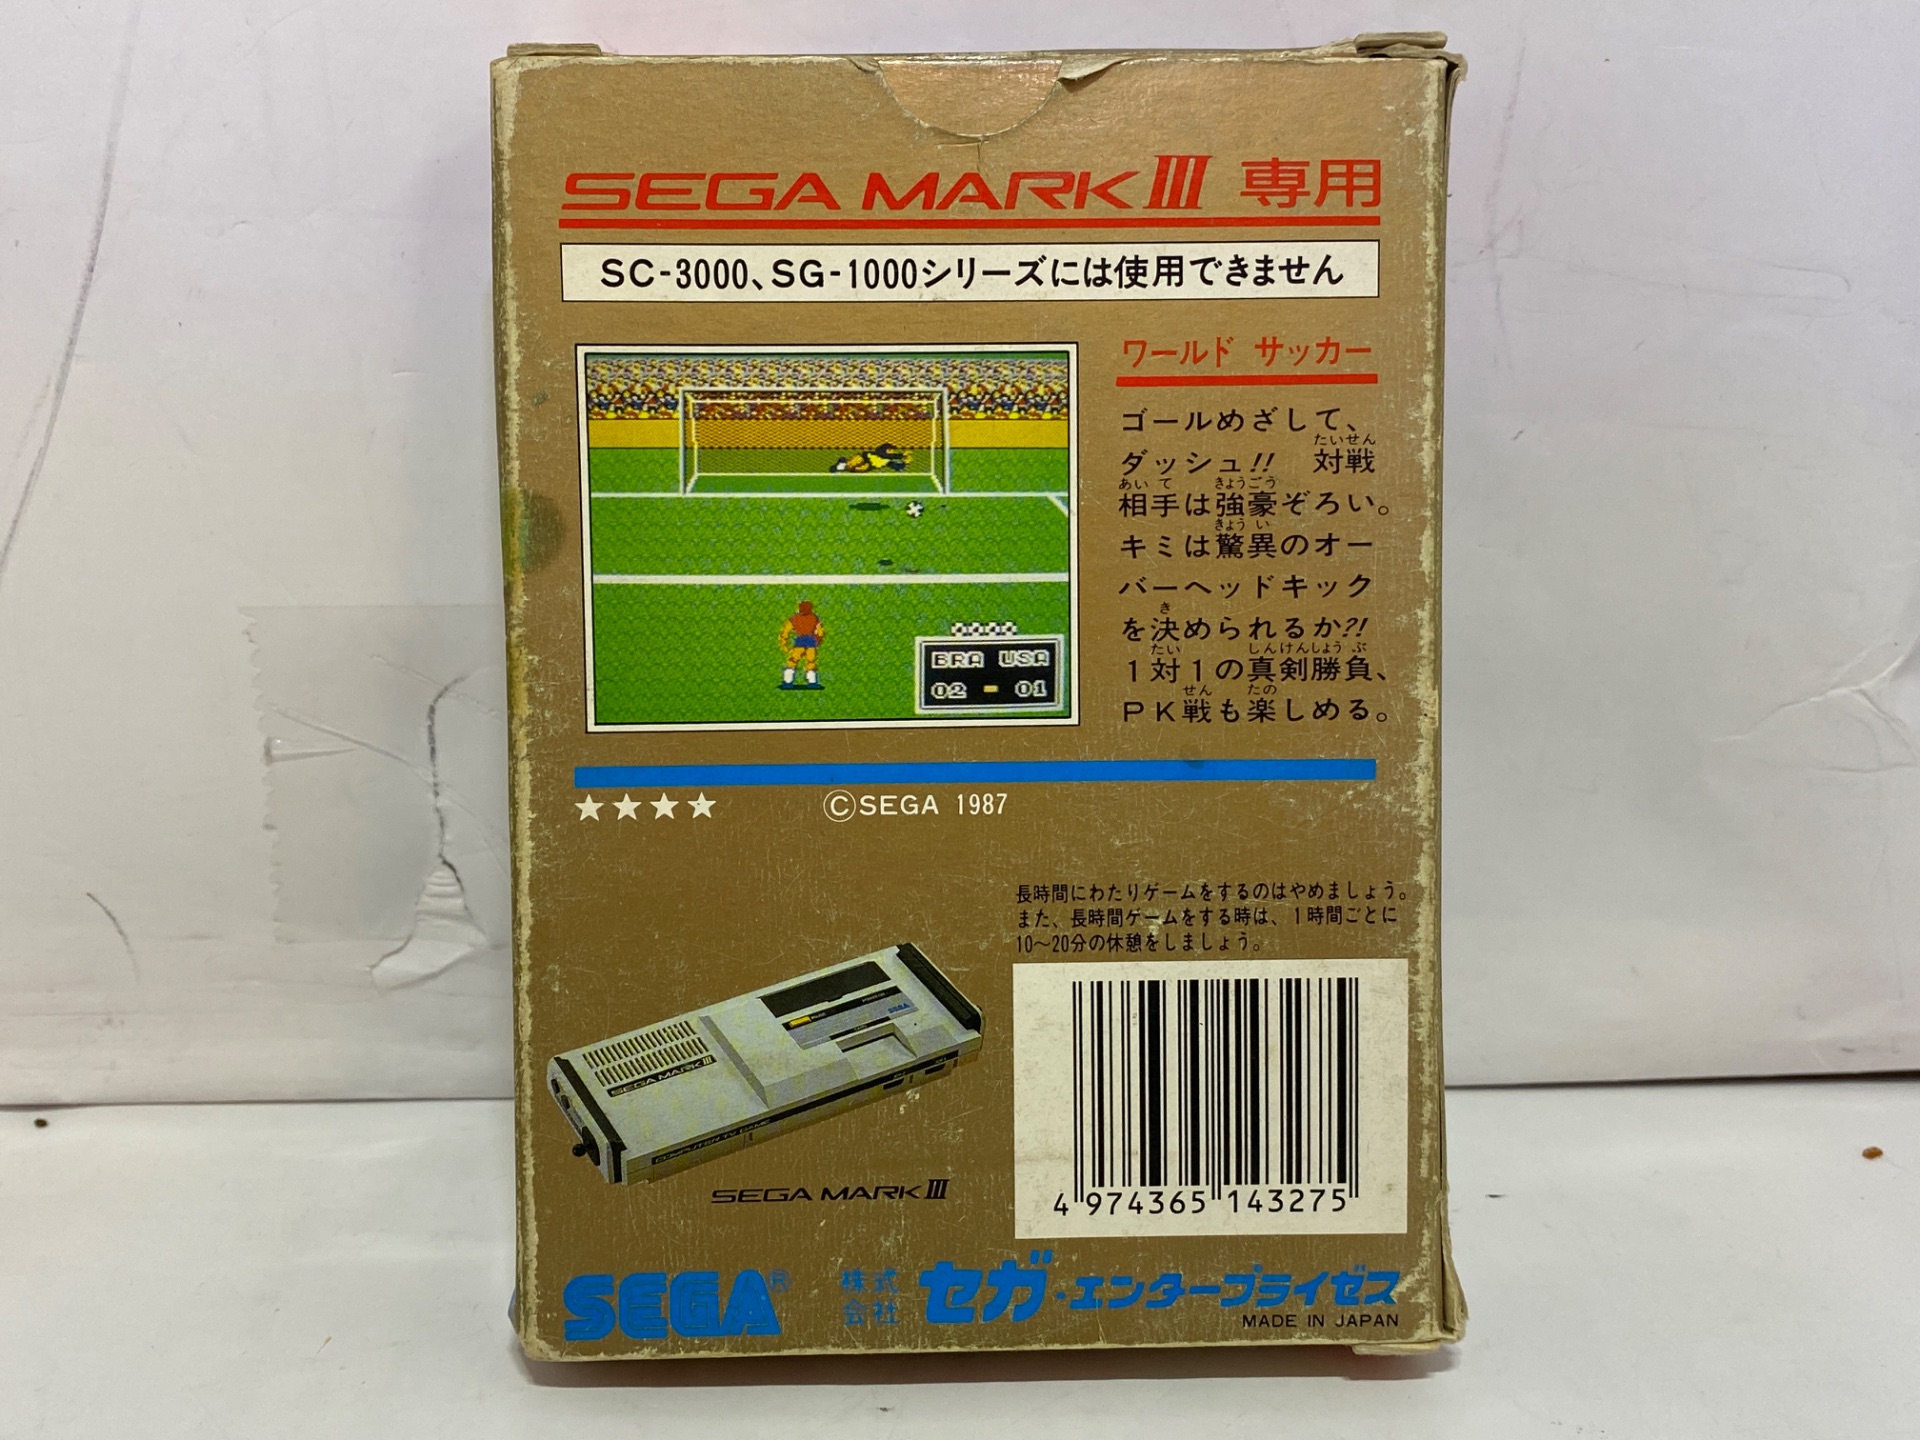 SEGA MARK III 専用
SC-3000、SG-1000シリーズには使用できません
ワールド サッカー
ゴールめざして、
たいせん
ダッシュ!! 対戦
あいて きょうごう
相手は強豪ぞろい。
きょうい
キミは驚異のオー
バーヘッドキック
き
を決められるか?!
たい しんけんしょうぶ
1対1の真剣勝負、
せん たの
PK戦も楽しめる。
BRA USA
02 - 01
★★★★ ©SEGA 1987
長時間にわたりゲームをするのはやめましょう。
また、長時間ゲームをする時は、1時間ごとに
10～20分の休憩をしましょう。
SEGA
SEGA MARK III
COMPUTER TV GAME
SEGA MARK III
4 974365 143275
SEGA® 株式会社 セガ・エンタープライゼス
MADE IN JAPAN